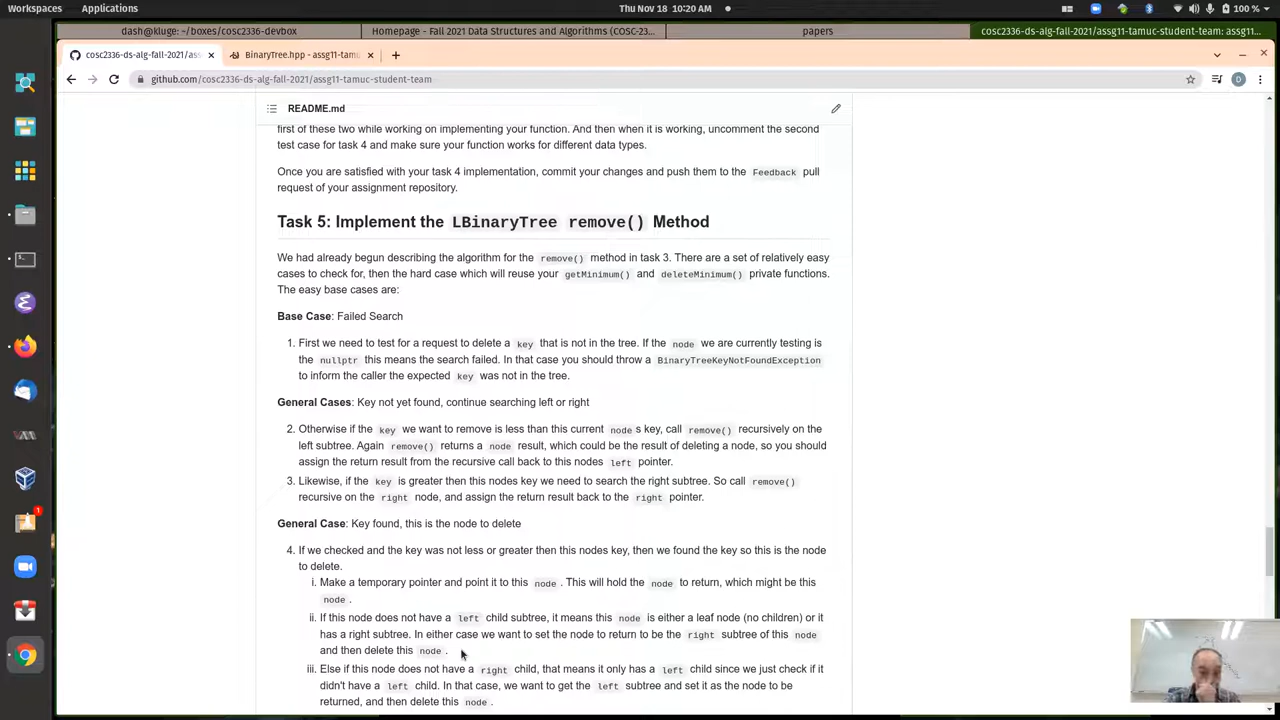 Workspaces Applications Thu Nov 18 10:20 AM 100 %
dash@kluge: ~/boxes/cosc2336-devbox Homepage - Fall 2021 Data Structures and Algorithms (COSC-23… papers cosc2336-ds-alg-fall-2021/assg11-tamuc-student-team: assg11…
cosc2336-ds-alg-fall-2021/ass BinaryTree.hpp - assg11-tamu
github.com/cosc2336-ds-alg-fall-2021/assg11-tamuc-student-team D
README.md
first of these two while working on implementing your function. And then when it is working, uncomment the second
test case for task 4 and make sure your function works for different data types.
Once you are satisfied with your task 4 implementation, commit your changes and push them to the Feedback pull
request of your assignment repository.
Task 5: Implement the LBinaryTree remove() Method
We had already begun describing the algorithm for the remove() method in task 3. There are a set of relatively easy
cases to check for, then the hard case which will reuse your getMinimum() and deleteMinimum() private functions.
The easy base cases are:
Base Case: Failed Search
1. First we need to test for a request to delete a key that is not in the tree. If the node we are currently testing is
the nullptr this means the search failed. In that case you should throw a BinaryTreeKeyNotFoundException
to inform the caller the expected key was not in the tree.
General Cases: Key not yet found, continue searching left or right
2. Otherwise if the key we want to remove is less than this current node s key, call remove() recursively on the
left subtree. Again remove() returns a node result, which could be the result of deleting a node, so you should
assign the return result from the recursive call back to this nodes left pointer.
3. Likewise, if the key is greater then this nodes key we need to search the right subtree. So call remove()
recursive on the right node, and assign the return result back to the right pointer.
General Case: Key found, this is the node to delete
4. If we checked and the key was not less or greater then this nodes key, then we found the key so this is the node
to delete.
i. Make a temporary pointer and point it to this node . This will hold the node to return, which might be this
node .
ii. If this node does not have a left child subtree, it means this node is either a leaf node (no children) or it
has a right subtree. In either case we want to set the node to return to be the right subtree of this node
and then delete this node .
iii. Else if this node does not have a right child, that means it only has a left child since we just check if it
didn't have a left child. In that case, we want to get the left subtree and set it as the node to be
returned, and then delete this node .